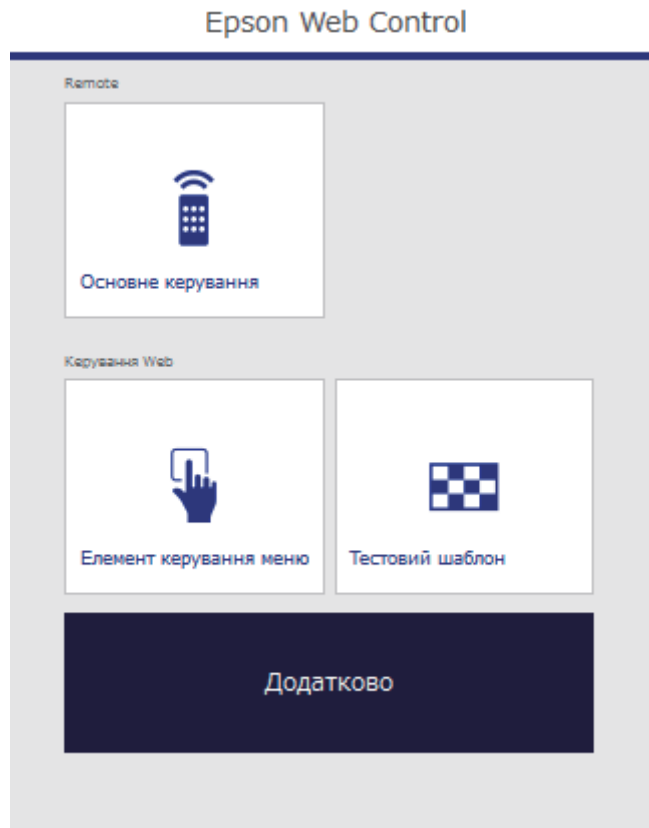 Epson Web Control
Remote
Основне керування
Керування Web
Елемент керування меню
Тестовий шаблон
Додатково